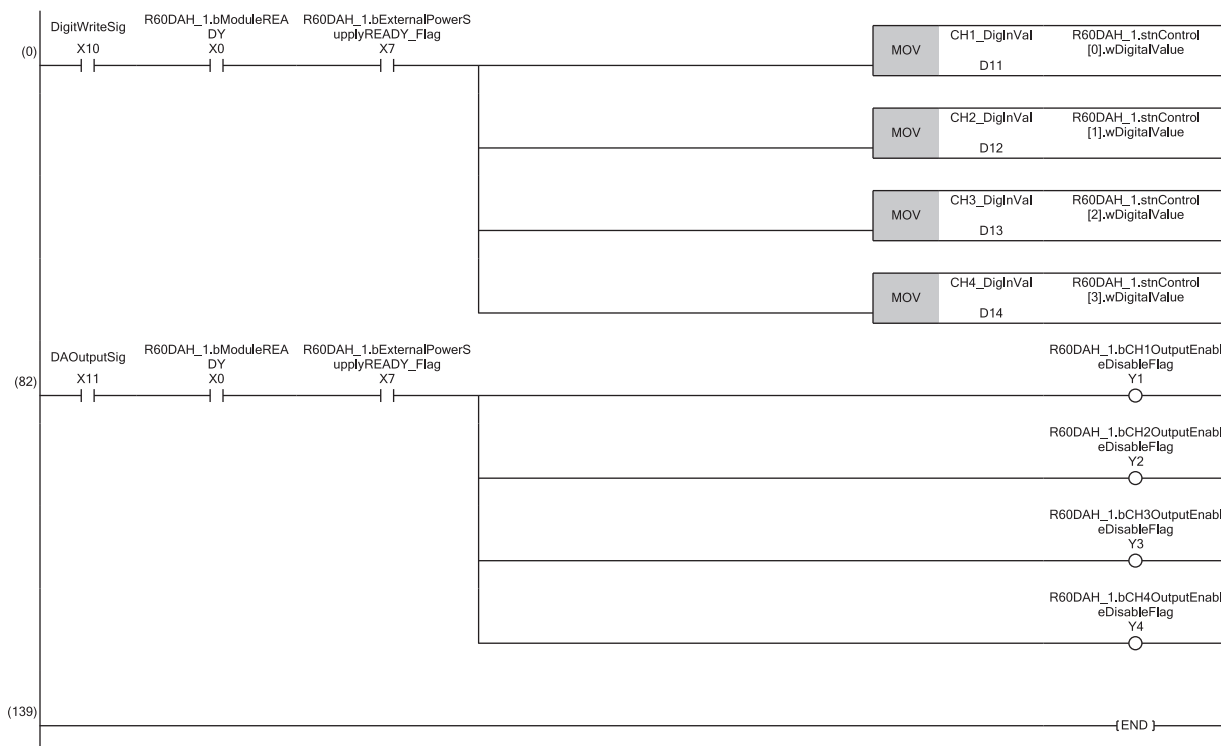 DigitWriteSig
R60DAH_1.bModuleREA
DY
R60DAH_1.bExternalPowerS
upplyREADY_Flag
(0)
X10
X0
X7
MOV
CH1_DigInVal
D11
R60DAH_1.stnControl
[0].wDigitalValue
MOV
CH2_DigInVal
D12
R60DAH_1.stnControl
[1].wDigitalValue
MOV
CH3_DigInVal
D13
R60DAH_1.stnControl
[2].wDigitalValue
MOV
CH4_DigInVal
D14
R60DAH_1.stnControl
[3].wDigitalValue
DAOutputSig
R60DAH_1.bModuleREA
DY
R60DAH_1.bExternalPowerS
upplyREADY_Flag
(82)
X11
X0
X7
R60DAH_1.bCH1OutputEnabl
eDisableFlag
Y1
R60DAH_1.bCH2OutputEnabl
eDisableFlag
Y2
R60DAH_1.bCH3OutputEnabl
eDisableFlag
Y3
R60DAH_1.bCH4OutputEnabl
eDisableFlag
Y4
(139)
[END]